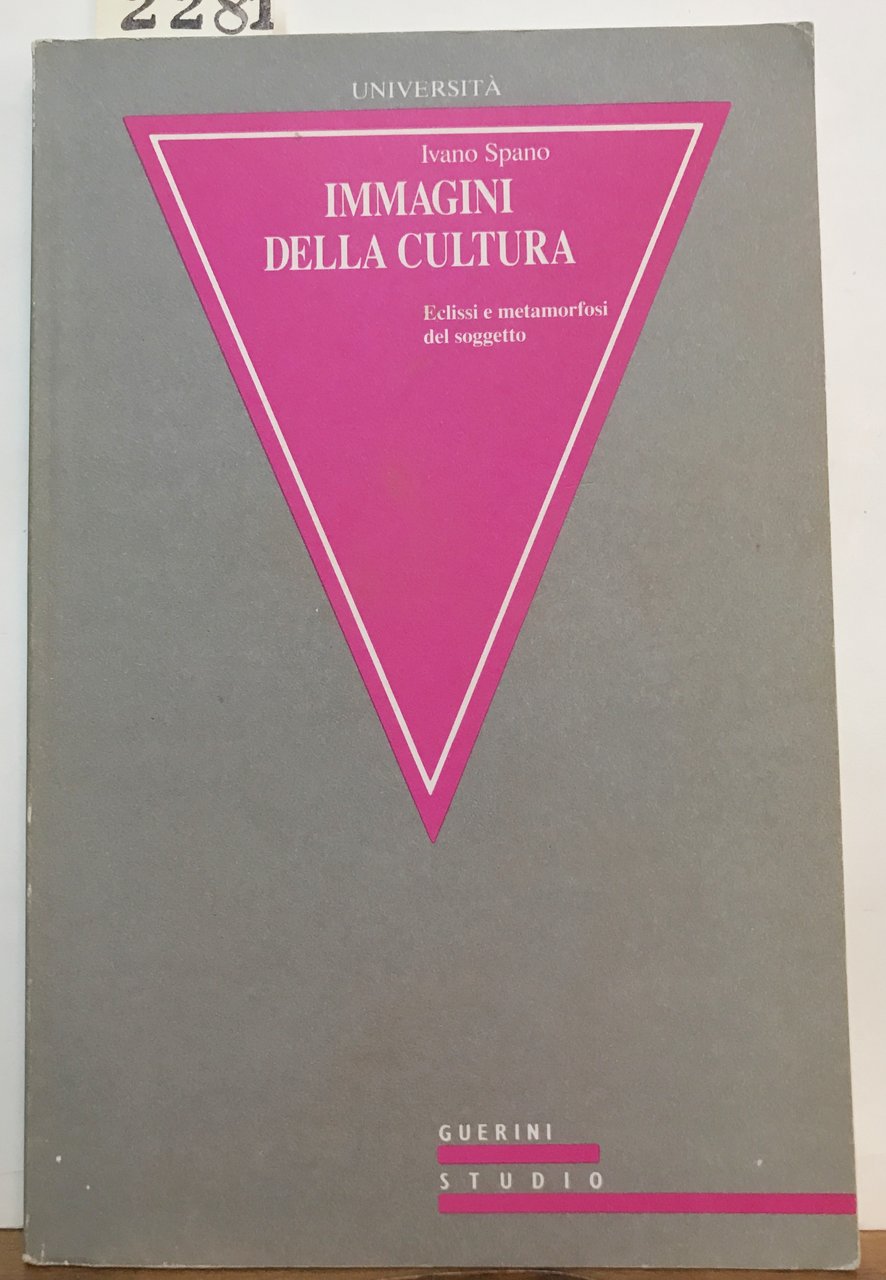 2281
UNIVERSITÀ
Ivano Spano
IMMAGINI
DELLA CULTURA
Eclissi e metamorfosi
del soggetto
GUERINI
STUDIO